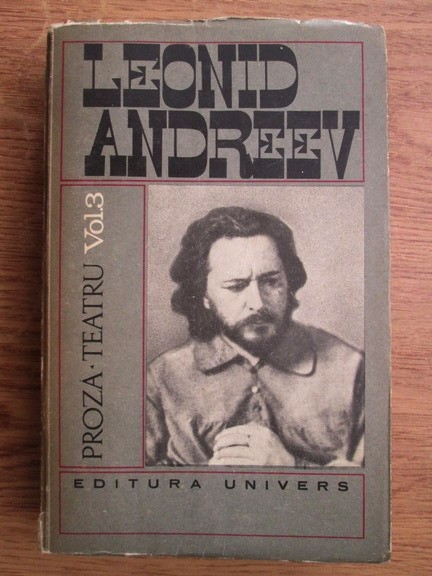 LEONID
ANDREEV
PROZA · TEATRU Vol.3
EDITURA UNIVERS